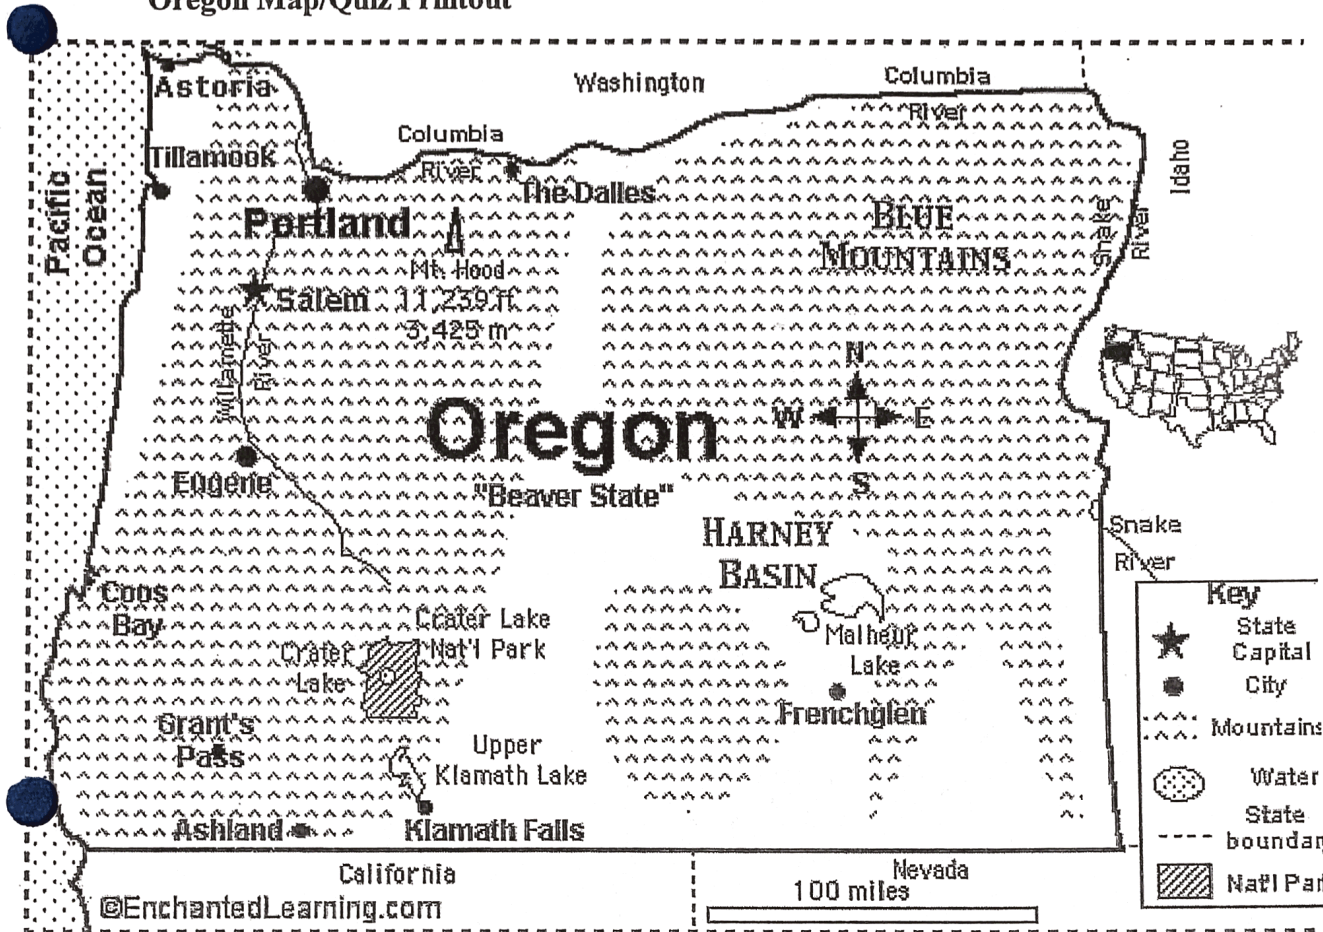 Oregon Map/Quiz Printout
Washington
Columbia
River
Astoria
Columbia
River
Tillamook
The Dalles
Idaho
Pacific
Ocean
Portland
BLUE
MOUNTAINS
Snake
River
Mt. Hood
11,239 ft
3,425 m
Salem
Willamette
River
N
W
E
S
Oregon
"Beaver State"
Eugene
HARNEY
BASIN
Snake
River
Coos
Bay
Crater Lake
Nat'l Park
Crater
Lake
Malheur
Lake
Frenchglen
Grant's
Pass
Upper
Klamath Lake
Ashland
Klamath Falls
Key
State
Capital
City
Mountains
Water
State
boundar
Nat'l Par
California
Nevada
100 miles
©EnchantedLearning.com